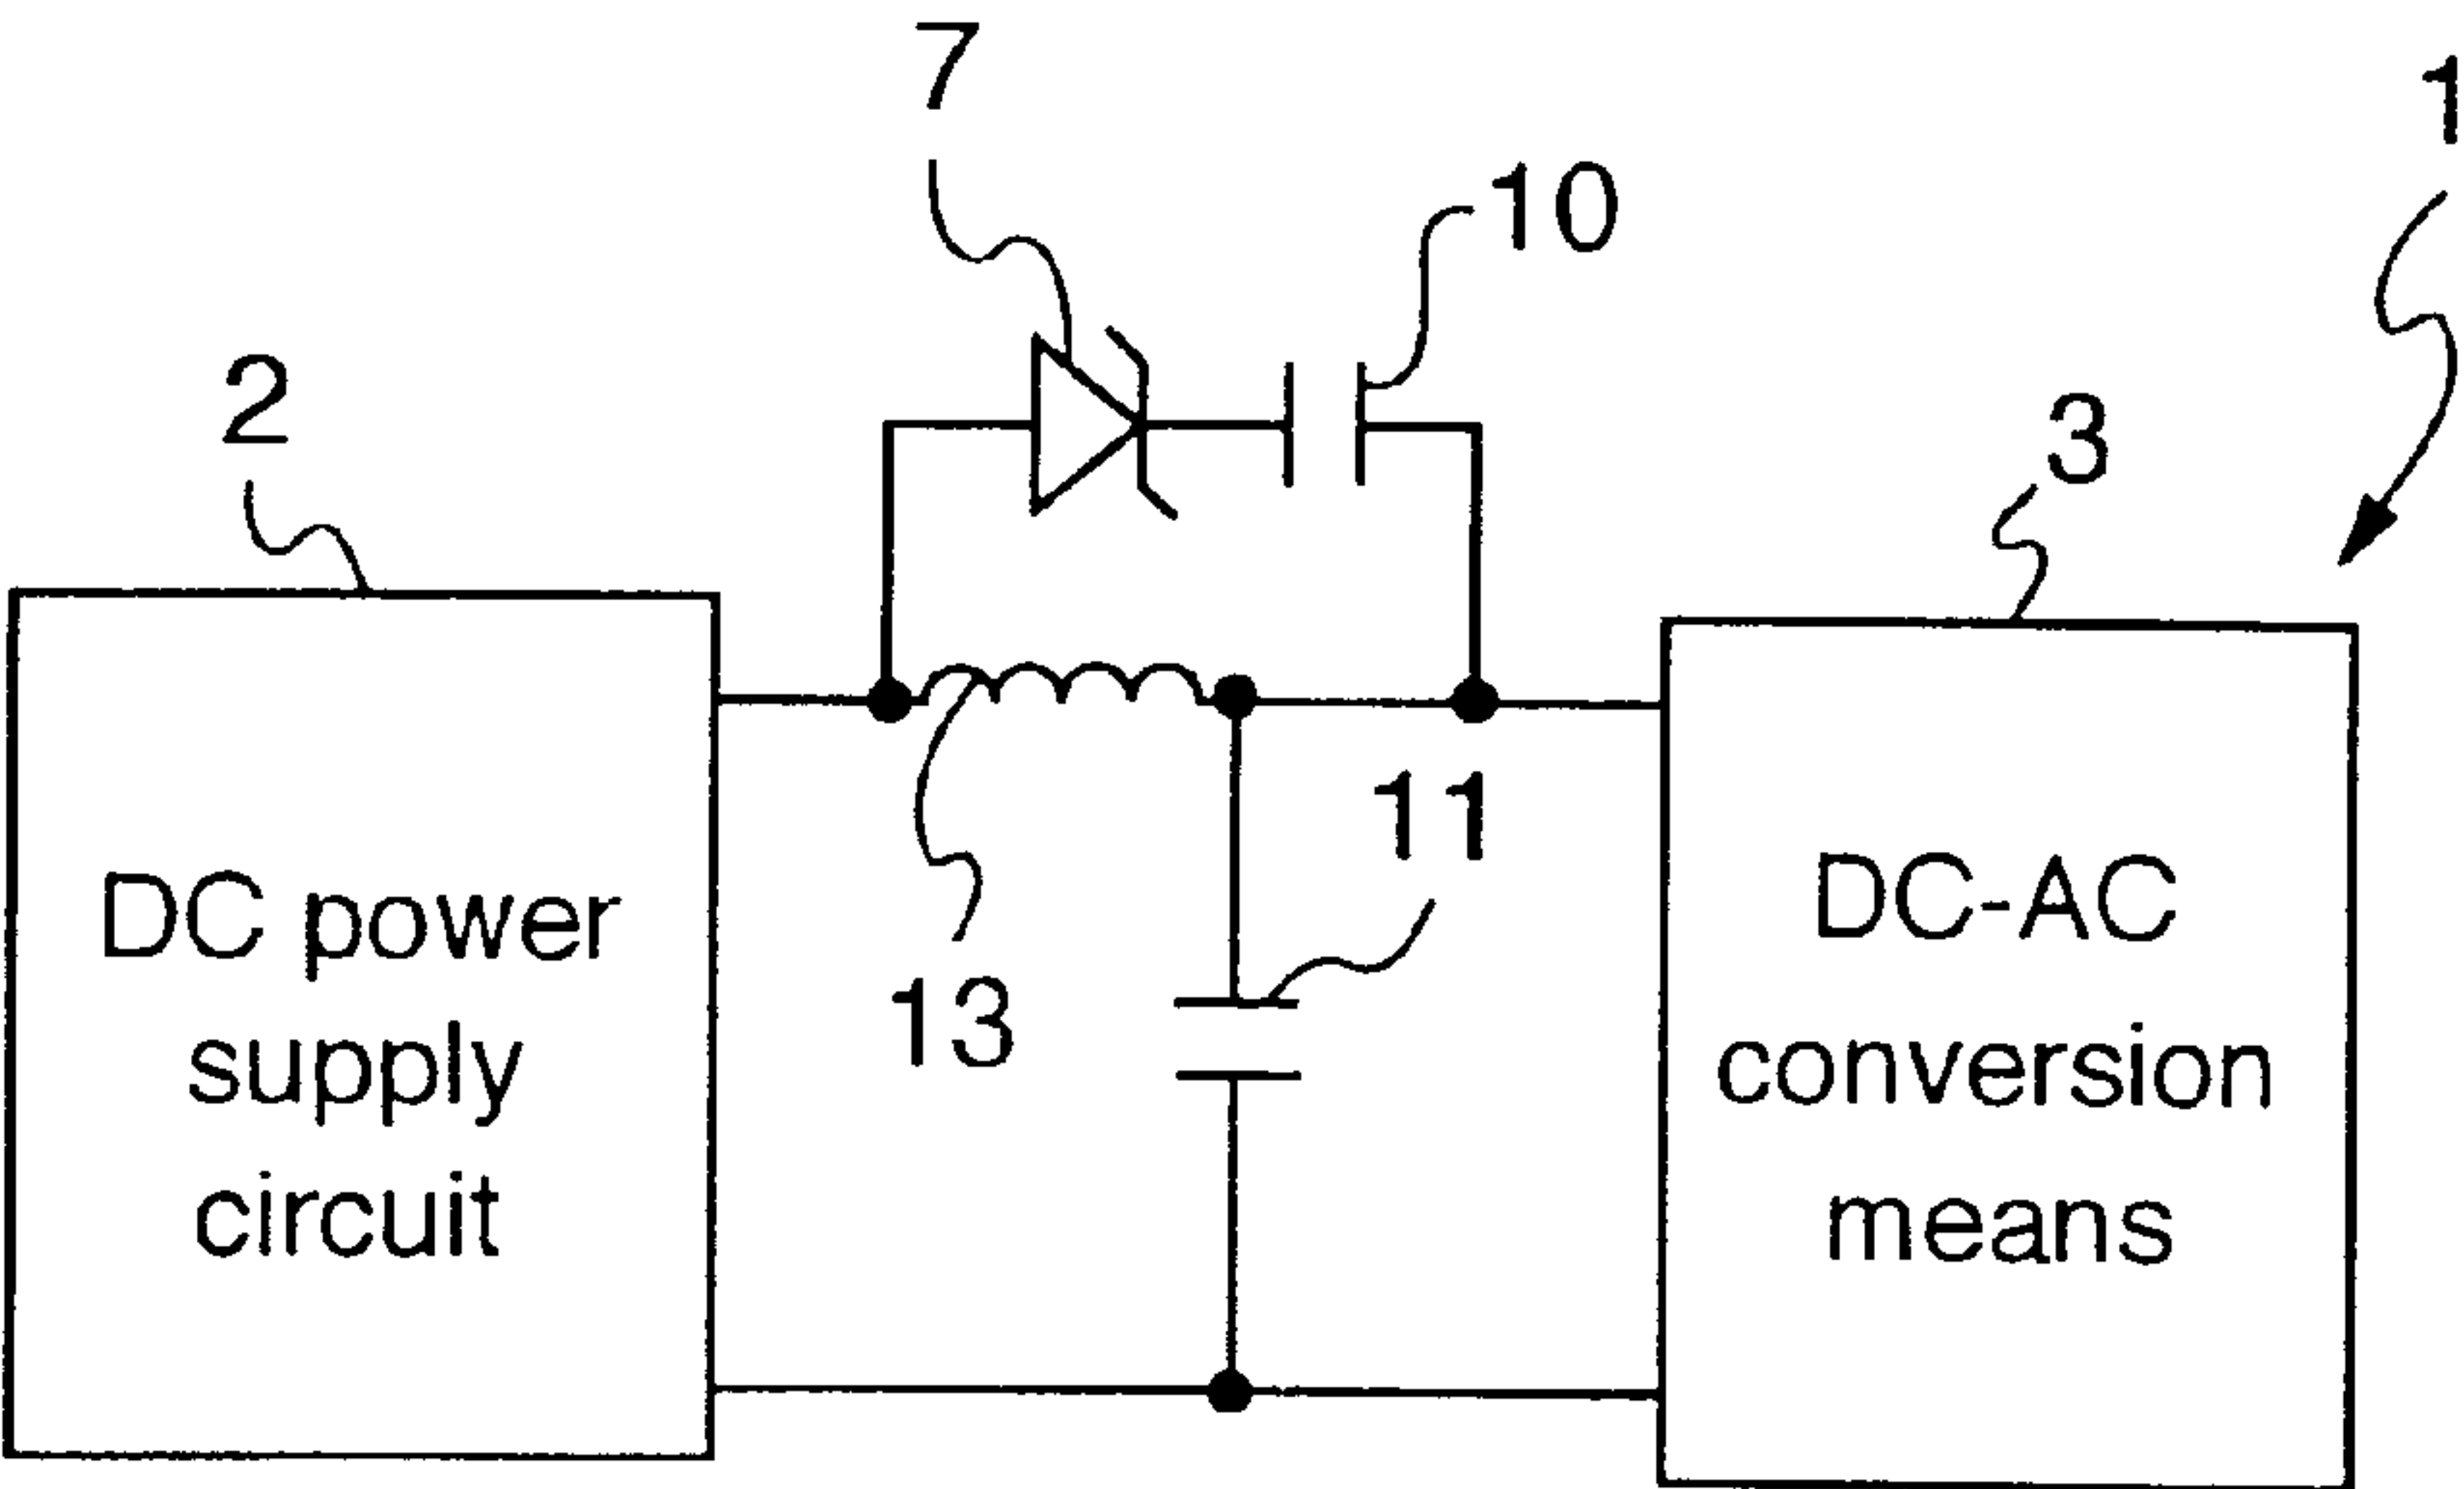 7
1
10
2
3
11
DC power
supply
circuit
13
DC-AC
conversion
means